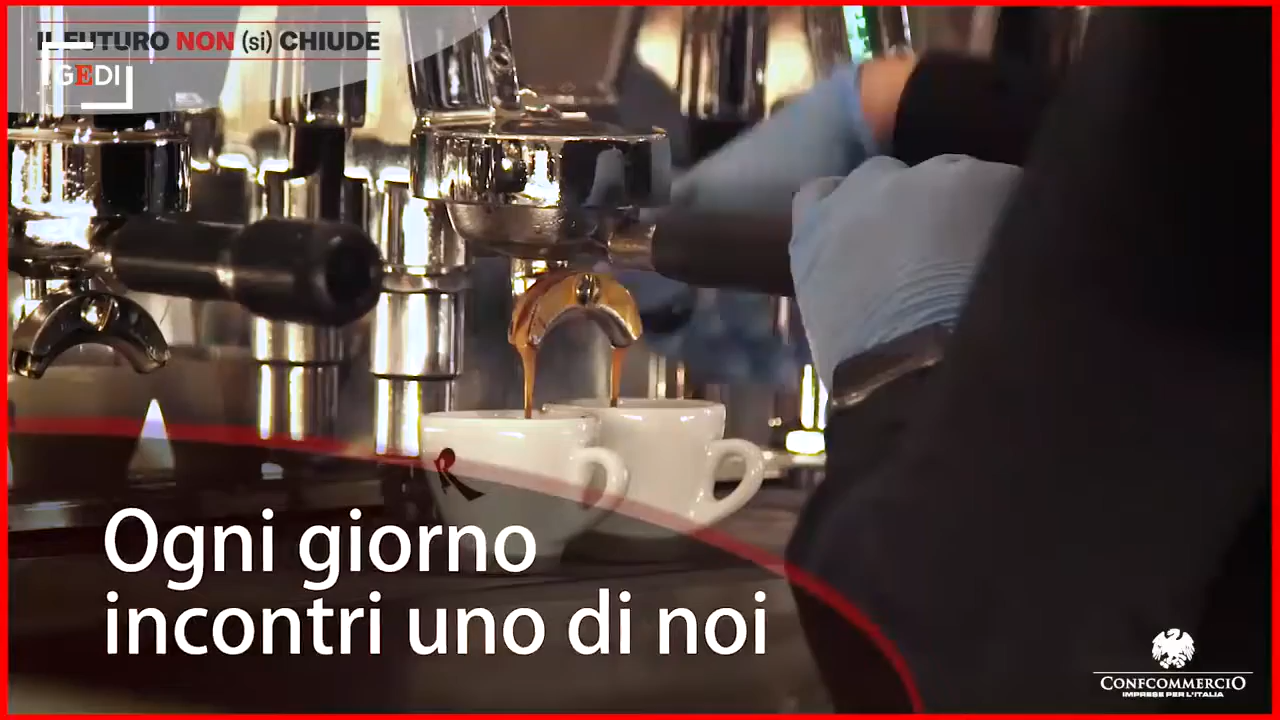 IL FUTURO NON (si) CHIUDE
GEDI
R
Ogni giorno
incontri uno di noi
CONFCOMMERCIO
IMPRESE PER L'ITALIA